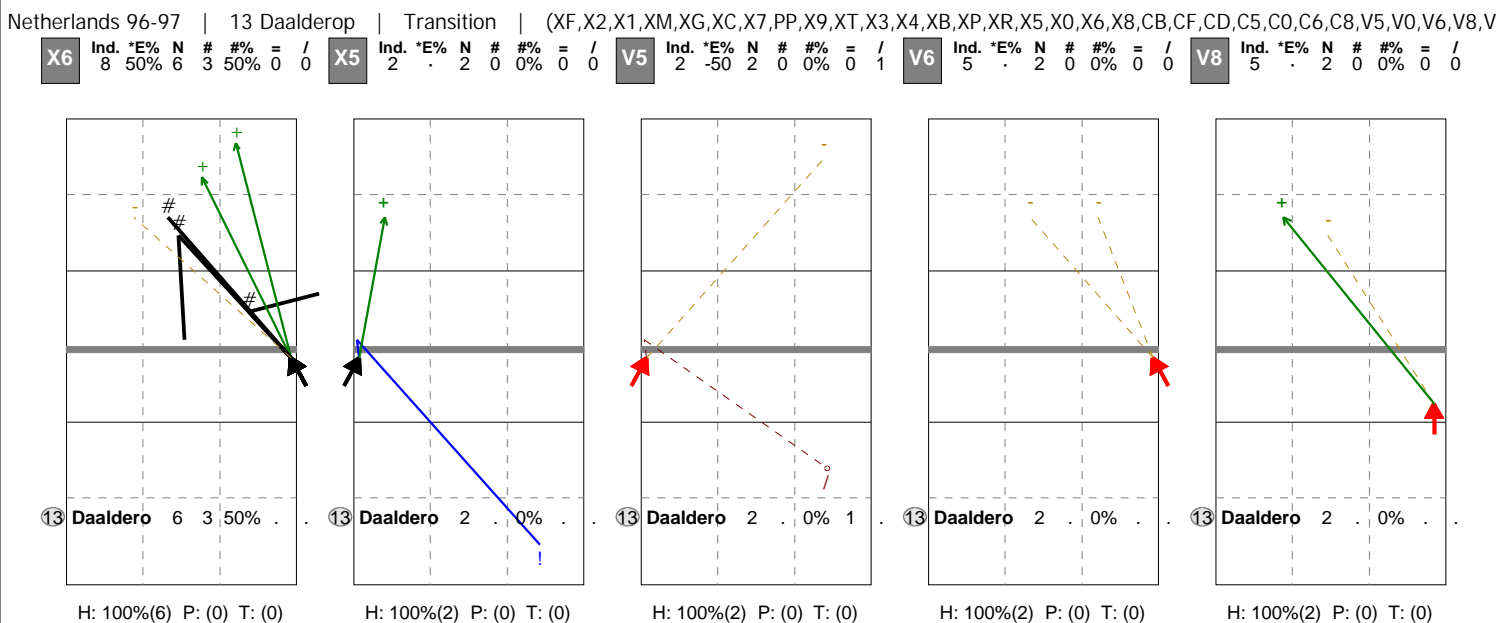 Netherlands 96-97 | 13 Daalderop | Transition | (XF,X2,X1,XM,XG,XC,X7,PP,X9,XT,X3,X4,XB,XP,XR,X5,X0,X6,X8,CB,CF,CD,C5,C0,C6,C8,V5,V0,V6,V8,V
X6 Ind. *E% N # #% = /
8 50% 6 3 50% 0 0
X5 Ind. *E% N # #% = /
2 . 2 0 0% 0 0
V5 Ind. *E% N # #% = /
2 -50 2 0 0% 0 1
V6 Ind. *E% N # #% = /
5 . 2 0 0% 0 0
V8 Ind. *E% N # #% = /
5 . 2 0 0% 0 0
+
+
-
#
#
#
13 Daaldero 6 3 50% . .
H: 100%(6) P: (0) T: (0)
+
!
13 Daaldero 2 . 0% . .
H: 100%(2) P: (0) T: (0)
-
/
13 Daaldero 2 . 0% 1 .
H: 100%(2) P: (0) T: (0)
- -
13 Daaldero 2 . 0% . .
H: 100%(2) P: (0) T: (0)
+
-
13 Daaldero 2 . 0% . .
H: 100%(2) P: (0) T: (0)